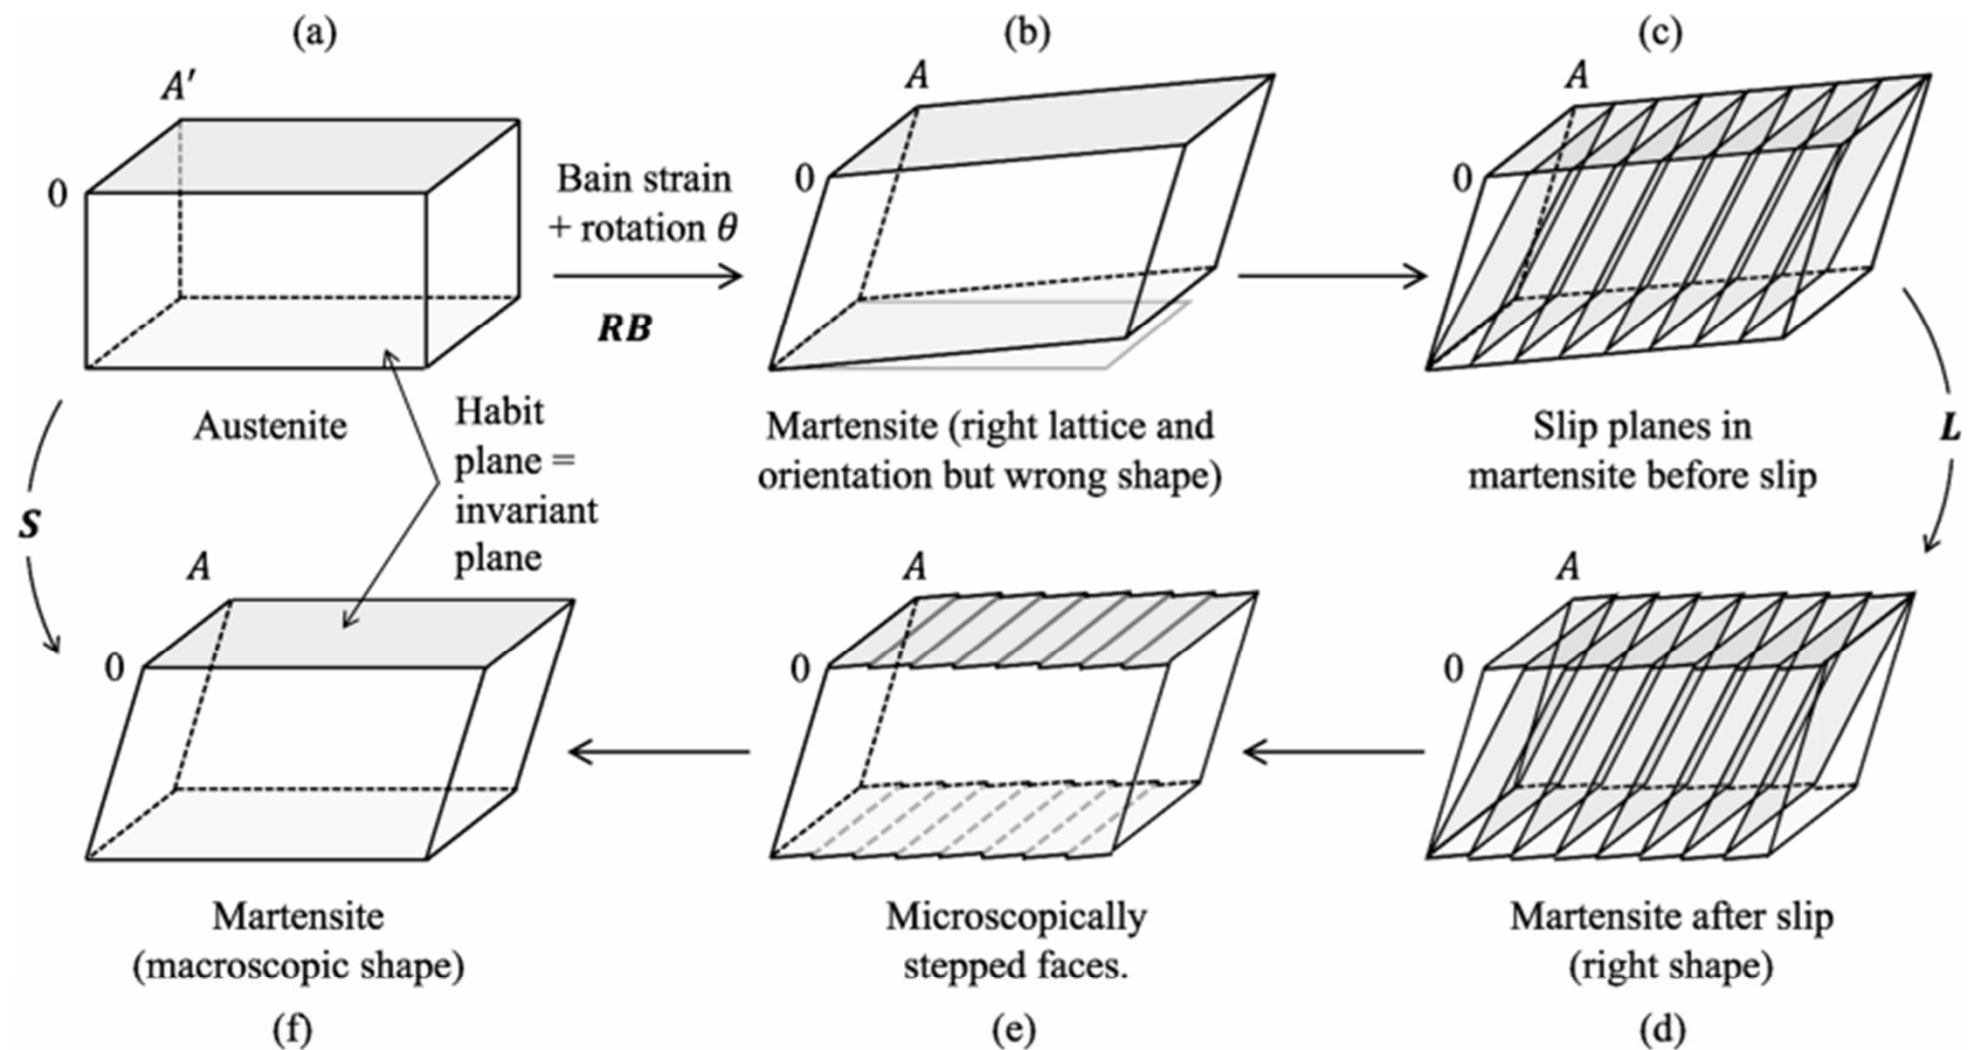 (a)
(b)
(c)
A′
A
A
0
0
0
Bain strain
+ rotation θ
RB
Austenite
Habit
plane =
invariant
plane
Martensite (right lattice and
orientation but wrong shape)
Slip planes in
martensite before slip
L
S
A
A
A
0
0
0
Martensite
(macroscopic shape)
Microscopically
stepped faces.
Martensite after slip
(right shape)
(f)
(e)
(d)